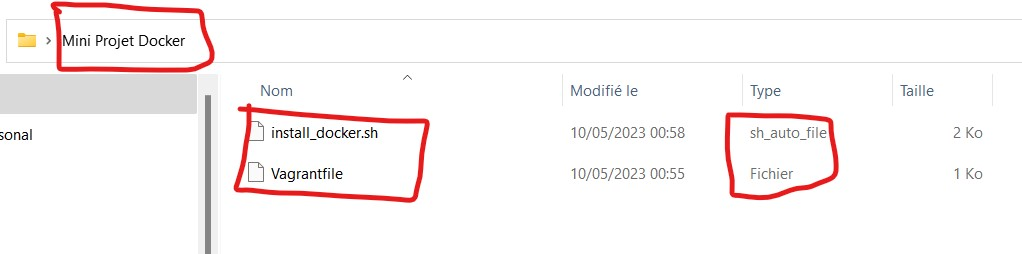 Mini Projet Docker
Nom Modifié le Type Taille
sonal
install_docker.sh 10/05/2023 00:58 sh_auto_file 2 Ko
Vagrantfile 10/05/2023 00:55 Fichier 1 Ko